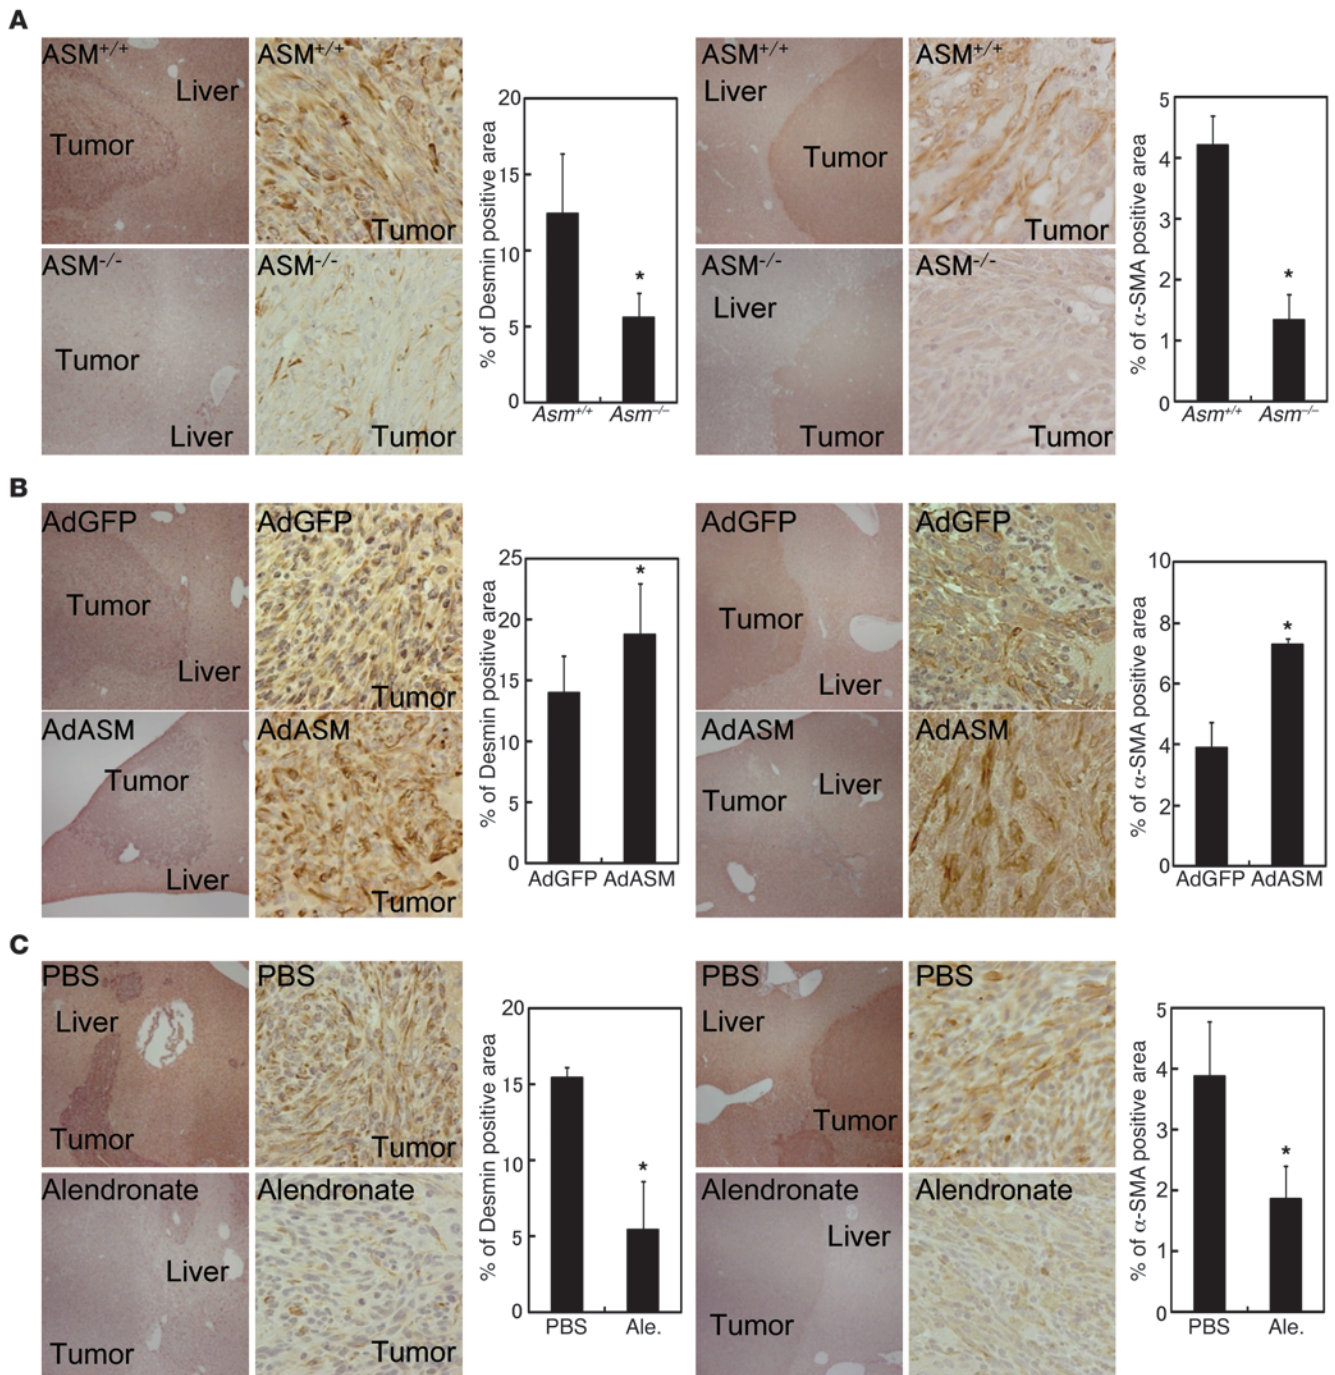 A
ASM+/+
Liver
Tumor
ASM+/+
Tumor
ASM-/-
Tumor
Liver
ASM-/-
Tumor
% of Desmin positive area
20
15
10
5
0
*
Asm+/+ Asm−/−
ASM+/+
Liver
Tumor
ASM+/+
Tumor
ASM-/-
Liver
Tumor
ASM-/-
Tumor
% of α-SMA positive area
5
4
3
2
1
0
*
Asm+/+ Asm−/−
B
AdGFP
Tumor
Liver
AdGFP
Tumor
AdASM
Tumor
Liver
AdASM
Tumor
% of Desmin positive area
25
20
15
10
5
0
*
AdGFP AdASM
AdGFP
Tumor
Liver
AdGFP
AdASM
Tumor
Liver
AdASM
% of α-SMA positive area
10
8
6
4
2
0
*
AdGFP AdASM
C
PBS
Liver
Tumor
PBS
Tumor
Alendronate
Liver
Tumor
Alendronate
Tumor
% of Desmin positive area
20
15
10
5
0
*
PBS Ale.
PBS
Liver
Tumor
PBS
Alendronate
Liver
Tumor
Alendronate
% of α-SMA positive area
5
4
3
2
1
0
*
PBS Ale.